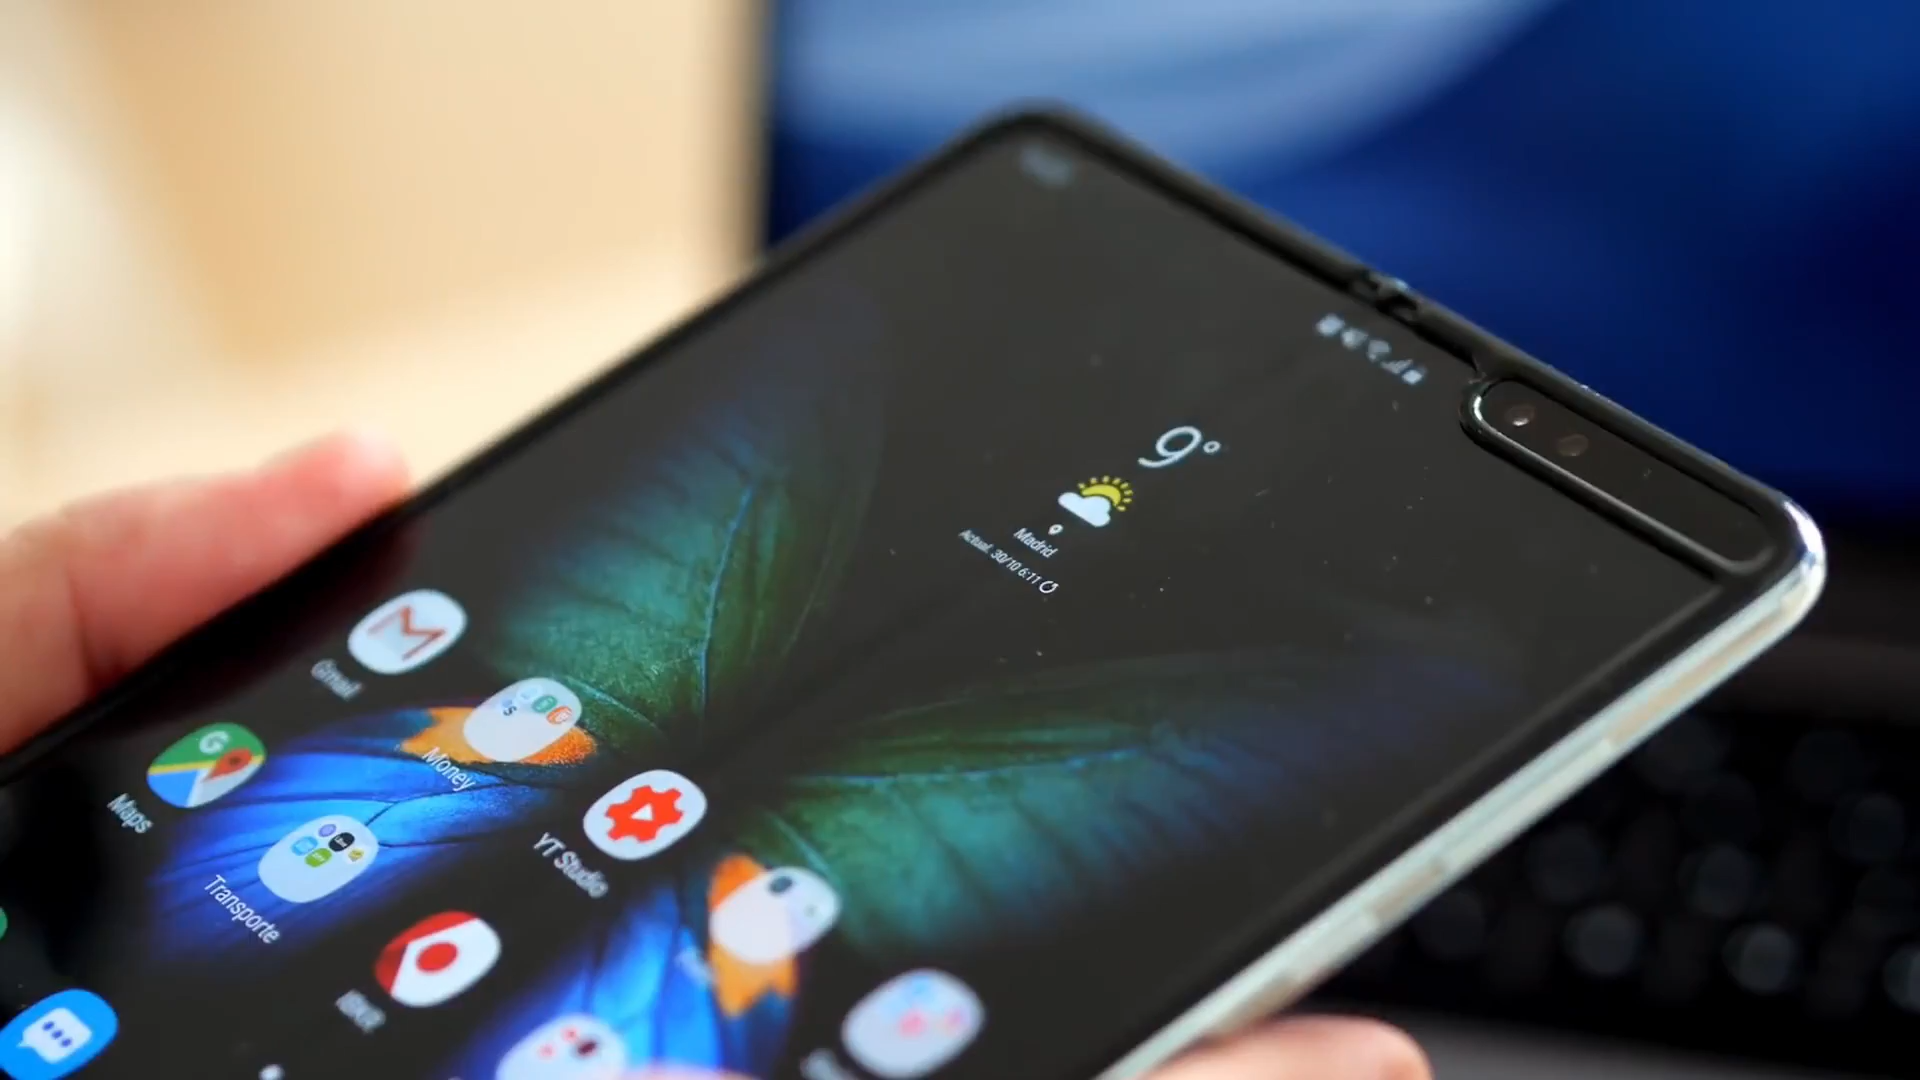 9°
Madrid
Actual. 30/10 6:11
Gmail
Money
YT Studio
Maps
Transporte